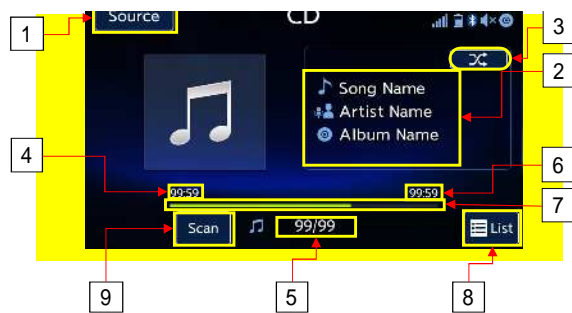 Source
CD
1
3
2
Song Name
Artist Name
Album Name
4
99:59
99:59
6
7
Scan
99/99
List
9
5
8